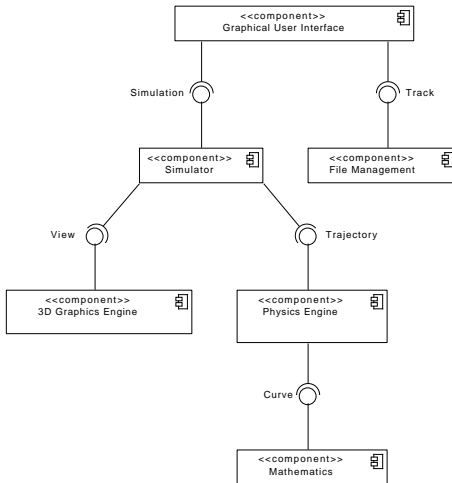 <<component>>
Graphical User Interface
Simulation
Track
<<component>>
Simulator
<<component>>
File Management
View
Trajectory
<<component>>
3D Graphics Engine
<<component>>
Physics Engine
Curve
<<component>>
Mathematics